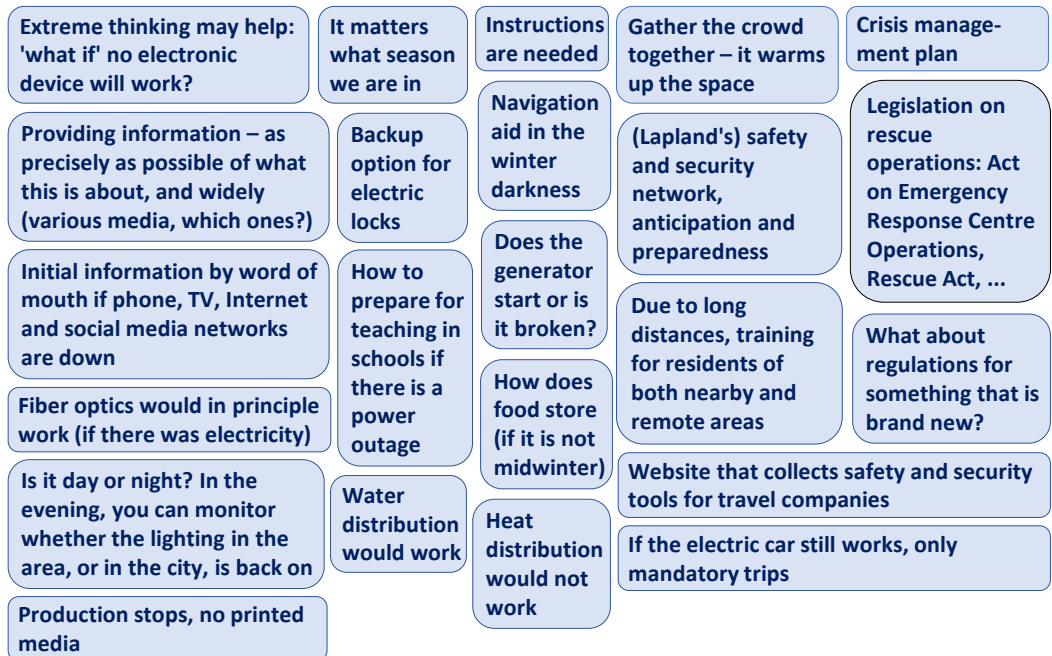 Extreme thinking may help:
'what if' no electronic
device will work?
Providing information – as
precisely as possible of what
this is about, and widely
(various media, which ones?)
Initial information by word of
mouth if phone, TV, Internet
and social media networks
are down
Fiber optics would in principle
work (if there was electricity)
Is it day or night? In the
evening, you can monitor
whether the lighting in the
area, or in the city, is back on
Production stops, no printed
media
It matters
what season
we are in
Backup
option for
electric
locks
How to
prepare for
teaching in
schools if
there is a
power
outage
Water
distribution
would work
Instructions
are needed
Navigation
aid in the
winter
darkness
Does the
generator
start or is
it broken?
How does
food store
(if it is not
midwinter)
Heat
distribution
would not
work
Gather the crowd
together – it warms
up the space
(Lapland's) safety
and security
network,
anticipation and
preparedness
Due to long
distances, training
for residents of
both nearby and
remote areas
Website that collects safety and security
tools for travel companies
If the electric car still works, only
mandatory trips
Crisis manage-
ment plan
Legislation on
rescue
operations: Act
on Emergency
Response Centre
Operations,
Rescue Act, ...
What about
regulations for
something that is
brand new?